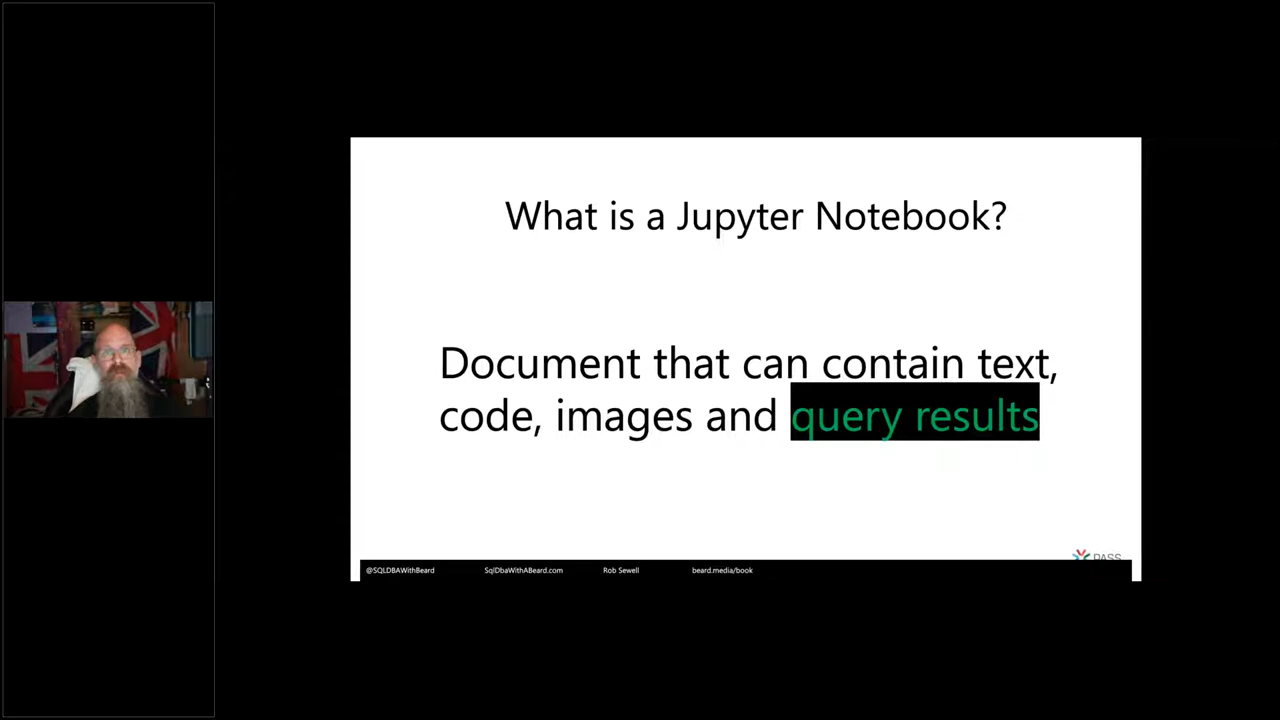 What is a Jupyter Notebook?
Document that can contain text,
code, images and query results
PASS
@SQLDBAWithBeard SqlDbaWithABeard.com Rob Sewell beard.media/book